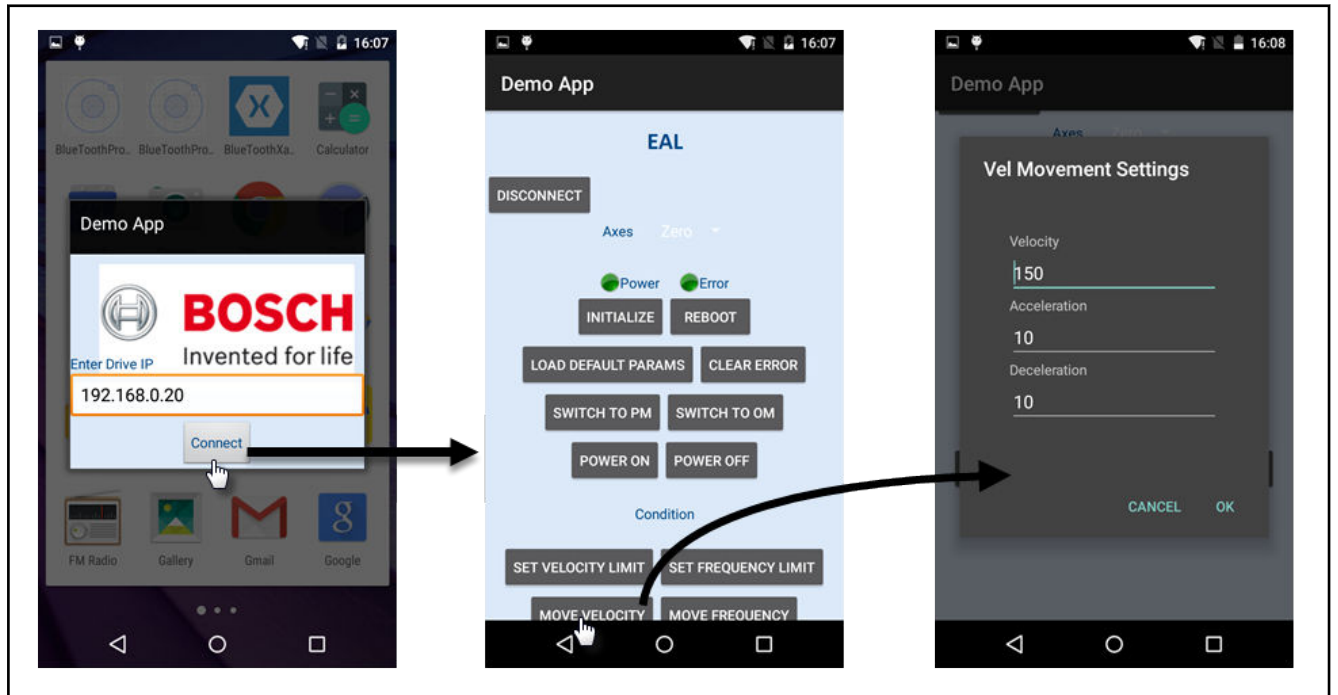 16:07
BlueToothPro..
BlueToothPro..
BlueToothXa..
Calculator
Demo App
BOSCH
Invented for life
Enter Drive IP
192.168.0.20
Connect
FM Radio
Gallery
Gmail
Google
16:07
Demo App
EAL
DISCONNECT
Axes Zero
Power Error
INITIALIZE REBOOT
LOAD DEFAULT PARAMS CLEAR ERROR
SWITCH TO PM SWITCH TO OM
POWER ON POWER OFF
Condition
SET VELOCITY LIMIT SET FREQUENCY LIMIT
MOVE VELOCITY MOVE FREQUENCY
16:08
Demo App
Axes Zero
Vel Movement Settings
Velocity
150
Acceleration
10
Deceleration
10
CANCEL OK